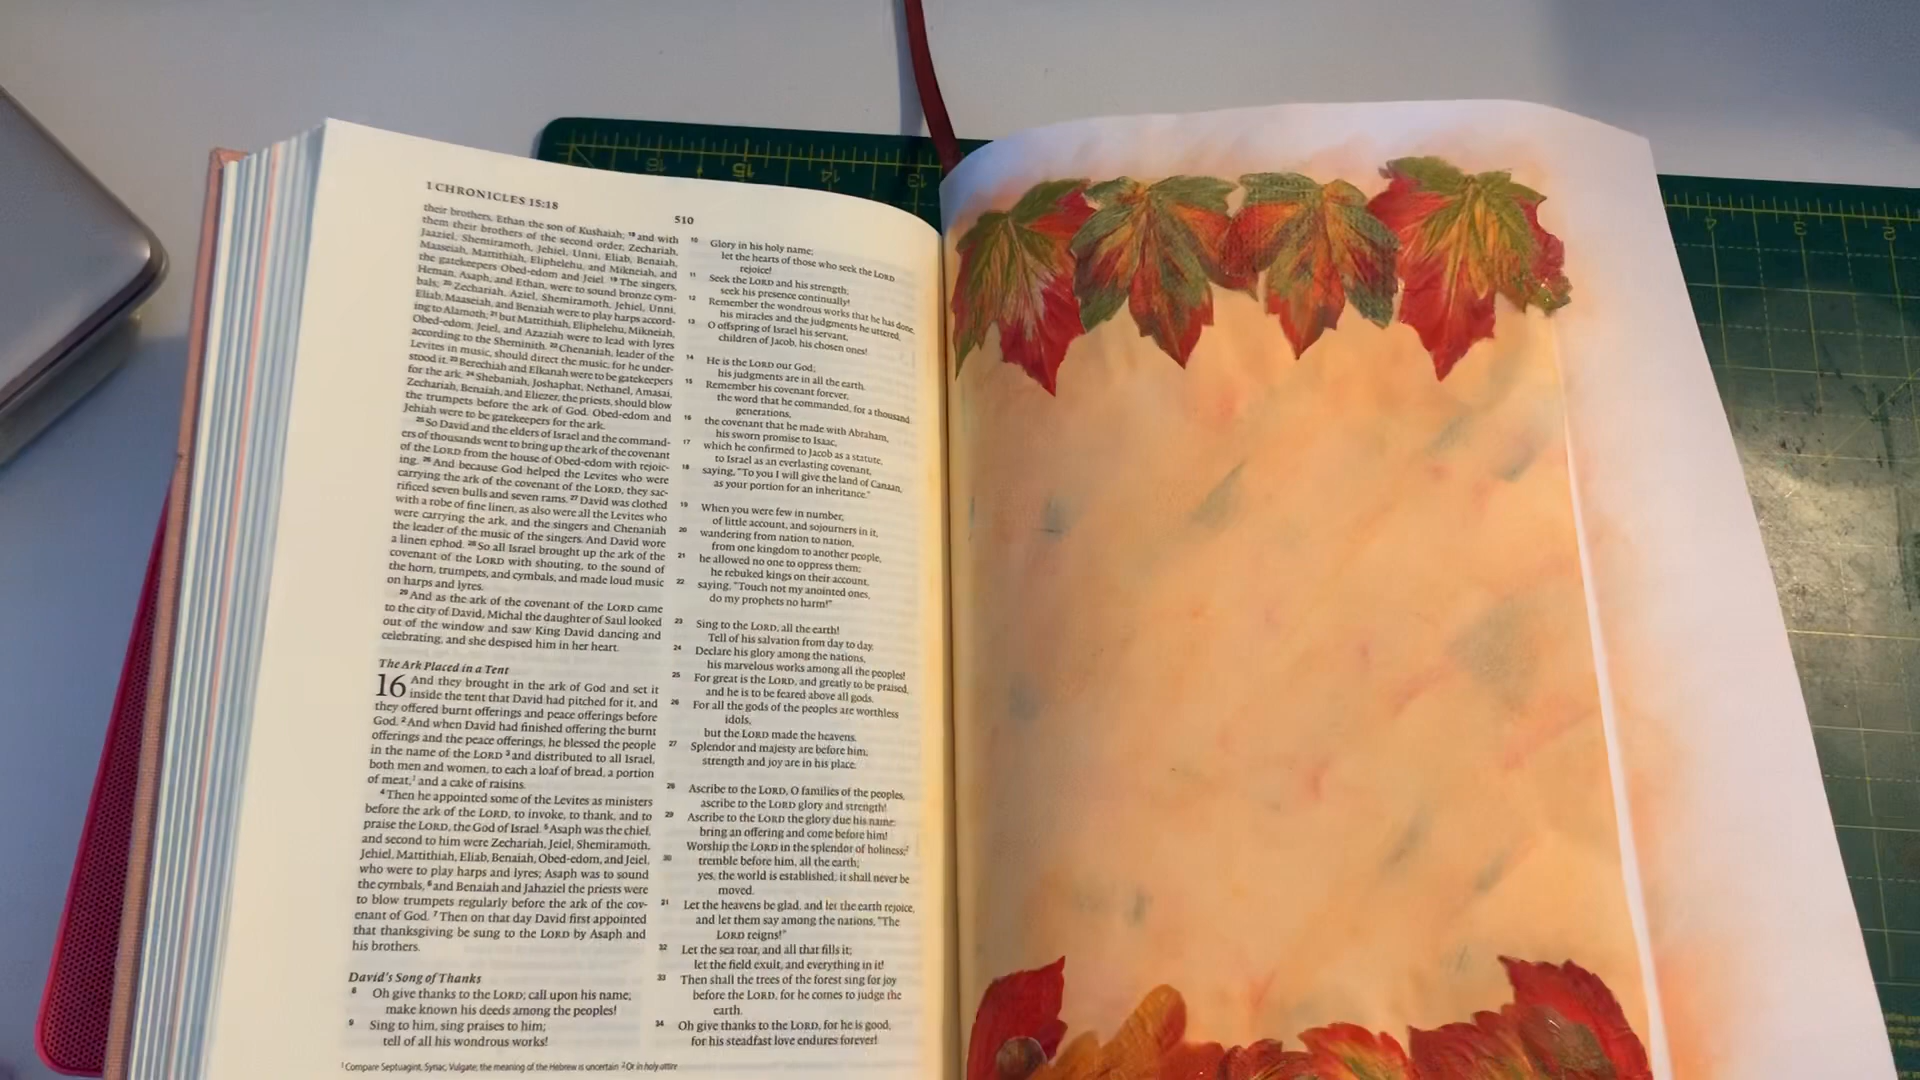 1 CHRONICLES 15:18
510
their brothers, Ethan the son of Kushaiah; 18 and with
them their brothers of the second order, Zechariah,
Jaaziel, Shemiramoth, Jehiel, Unni, Eliab, Benaiah,
Maaseiah, Mattithiah, Eliphelehu, and Mikneiah, and
the gatekeepers Obed-edom and Jeiel. 19 The singers,
Heman, Asaph, and Ethan, were to sound bronze cym-
bals; 20 Zechariah, Aziel, Shemiramoth, Jehiel, Unni,
Eliab, Maaseiah, and Benaiah were to play harps accord-
ing to Alamoth; 21 but Mattithiah, Eliphelehu, Mikneiah,
Obed-edom, Jeiel, and Azaziah were to lead with lyres
according to the Sheminith. 22 Chenaniah, leader of the
Levites in music, should direct the music, for he under-
stood it. 23 Berechiah and Elkanah were to be gatekeepers
for the ark. 24 Shebaniah, Joshaphat, Nethanel, Amasai,
Zechariah, Benaiah, and Eliezer, the priests, should blow
the trumpets before the ark of God. Obed-edom and
Jehiah were to be gatekeepers for the ark.
25 So David and the elders of Israel and the command-
ers of thousands went to bring up the ark of the covenant
of the LORD from the house of Obed-edom with rejoic-
ing. 26 And because God helped the Levites who were
carrying the ark of the covenant of the LORD, they sac-
rificed seven bulls and seven rams. 27 David was clothed
with a robe of fine linen, as also were all the Levites who
were carrying the ark, and the singers and Chenaniah
the leader of the music of the singers. And David wore
a linen ephod. 28 So all Israel brought up the ark of the
covenant of the LORD with shouting, to the sound of
the horn, trumpets, and cymbals, and made loud music
on harps and lyres.
29 And as the ark of the covenant of the LORD came
to the city of David, Michal the daughter of Saul looked
out of the window and saw King David dancing and
celebrating, and she despised him in her heart.
The Ark Placed in a Tent
16 And they brought in the ark of God and set it
inside the tent that David had pitched for it, and
they offered burnt offerings and peace offerings before
God. 2 And when David had finished offering the burnt
offerings and the peace offerings, he blessed the people
in the name of the LORD 3 and distributed to all Israel,
both men and women, to each a loaf of bread, a portion
of meat,1 and a cake of raisins.
4 Then he appointed some of the Levites as ministers
before the ark of the LORD, to invoke, to thank, and to
praise the LORD, the God of Israel. 5 Asaph was the chief,
and second to him were Zechariah, Jeiel, Shemiramoth,
Jehiel, Mattithiah, Eliab, Benaiah, Obed-edom, and Jeiel,
who were to play harps and lyres; Asaph was to sound
the cymbals, 6 and Benaiah and Jahaziel the priests were
to blow trumpets regularly before the ark of the cov-
enant of God. 7 Then on that day David first appointed
that thanksgiving be sung to the LORD by Asaph and
his brothers.
David's Song of Thanks
8 Oh give thanks to the LORD; call upon his name;
make known his deeds among the peoples!
9 Sing to him, sing praises to him;
tell of all his wondrous works!
10 Glory in his holy name;
let the hearts of those who seek the LORD
rejoice!
11 Seek the LORD and his strength;
seek his presence continually!
12 Remember the wondrous works that he has done,
his miracles and the judgments he uttered,
13 O offspring of Israel his servant,
children of Jacob, his chosen ones!
14 He is the LORD our God;
his judgments are in all the earth.
15 Remember his covenant forever,
the word that he commanded, for a thousand
generations,
16 the covenant that he made with Abraham,
his sworn promise to Isaac,
17 which he confirmed to Jacob as a statute,
to Israel as an everlasting covenant,
18 saying, "To you I will give the land of Canaan,
as your portion for an inheritance."
19 When you were few in number,
of little account, and sojourners in it,
20 wandering from nation to nation,
from one kingdom to another people,
21 he allowed no one to oppress them;
he rebuked kings on their account,
22 saying, "Touch not my anointed ones,
do my prophets no harm!"
23 Sing to the LORD, all the earth!
Tell of his salvation from day to day.
24 Declare his glory among the nations,
his marvelous works among all the peoples!
25 For great is the LORD, and greatly to be praised,
and he is to be feared above all gods.
26 For all the gods of the peoples are worthless
idols,
but the LORD made the heavens.
27 Splendor and majesty are before him;
strength and joy are in his place.
28 Ascribe to the LORD, O families of the peoples,
ascribe to the LORD glory and strength!
29 Ascribe to the LORD the glory due his name;
bring an offering and come before him!
Worship the LORD in the splendor of holiness;2
30 tremble before him, all the earth;
yes, the world is established; it shall never be
moved.
31 Let the heavens be glad, and let the earth rejoice,
and let them say among the nations, "The
LORD reigns!"
32 Let the sea roar, and all that fills it;
let the field exult, and everything in it!
33 Then shall the trees of the forest sing for joy
before the LORD, for he comes to judge the
earth.
34 Oh give thanks to the LORD, for he is good;
for his steadfast love endures forever!
1 Compare Septuagint, Syriac, Vulgate; the meaning of the Hebrew is uncertain 2 Or in holy attire
16
15
14
13
4
3
2